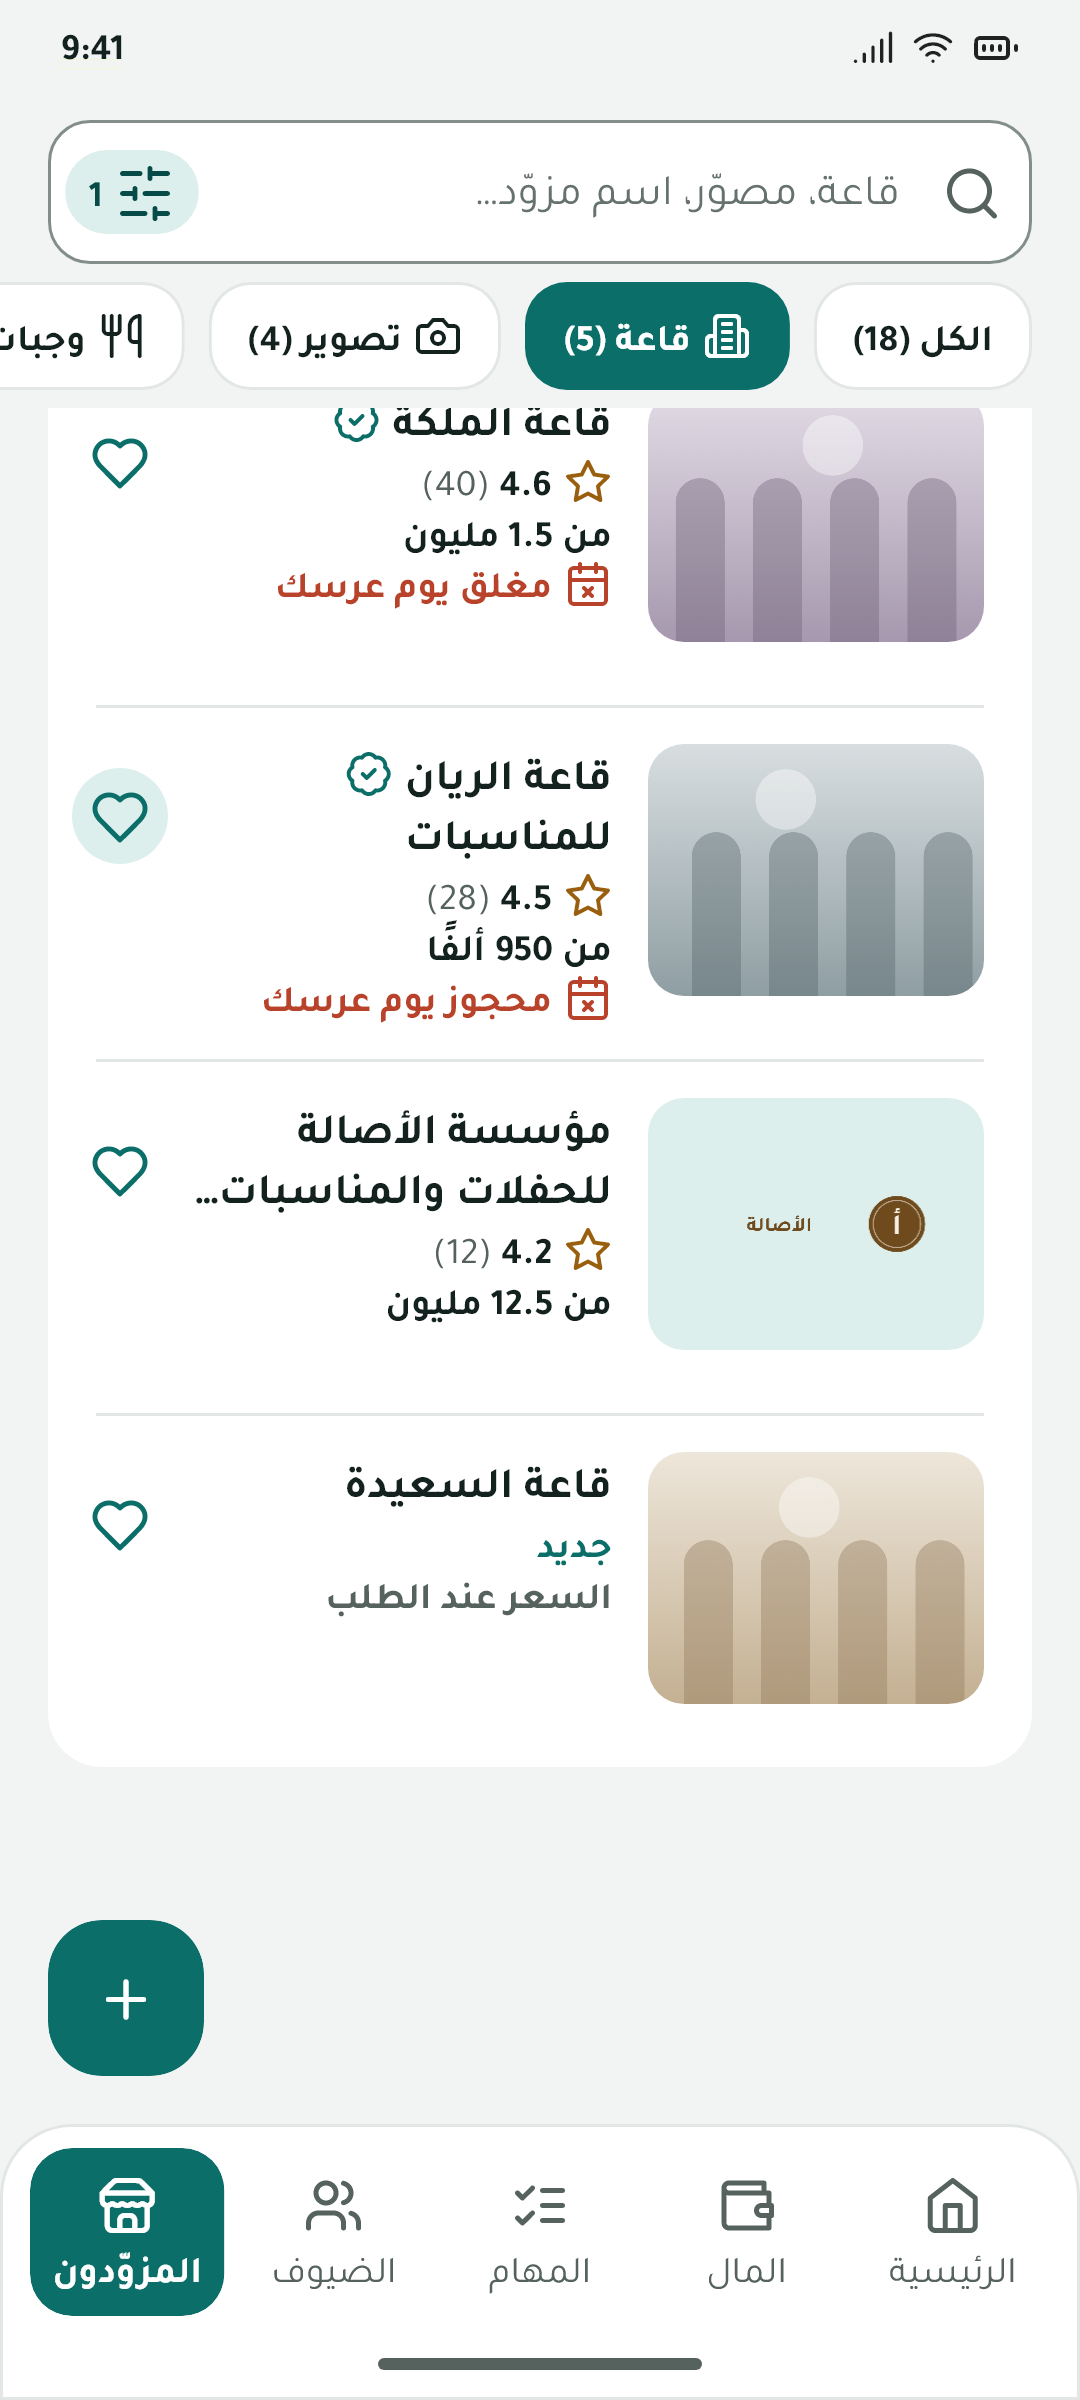 9:41
قاعة، مصوّر، اسم مزوّد...
1
الكل (18)
قاعة (5)
تصوير (4)
وجبات
قاعة الملكة
4.6 (40)
من 1.5 مليون
مغلق يوم عرسك
قاعة الريان
للمناسبات
4.5 (28)
من 950 ألفًا
محجوز يوم عرسك
أ
الأصالة
مؤسسة الأصالة
للحفلات والمناسبات...
4.2 (12)
من 12.5 مليون
قاعة السعيدة
جديد
السعر عند الطلب
الرئيسية
المال
المهام
الضيوف
المزوّدون